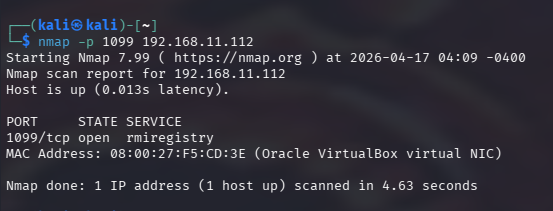 ┌──(kali㉿kali)-[~]
└─$ nmap -p 1099 192.168.11.112
Starting Nmap 7.99 ( https://nmap.org ) at 2026-04-17 04:09 -0400
Nmap scan report for 192.168.11.112
Host is up (0.013s latency).
PORT     STATE SERVICE
1099/tcp open  rmiregistry
MAC Address: 08:00:27:F5:CD:3E (Oracle VirtualBox virtual NIC)
Nmap done: 1 IP address (1 host up) scanned in 4.63 seconds